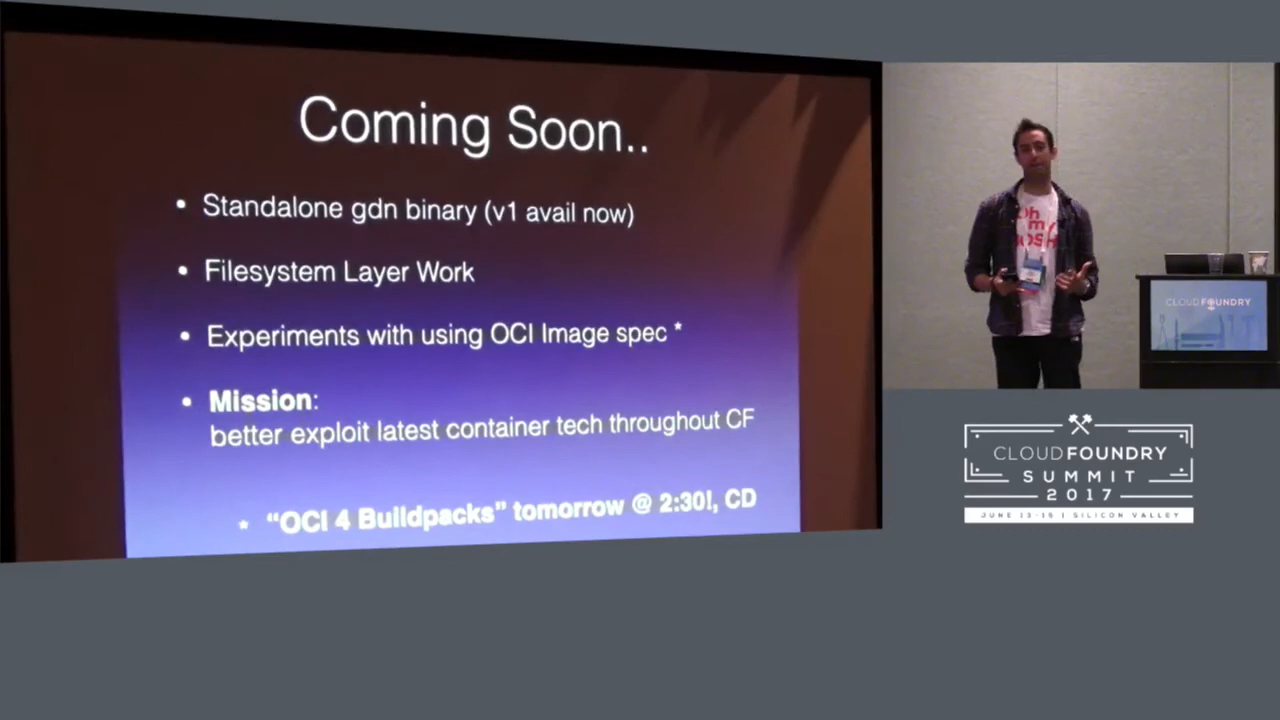 Coming Soon..
• Standalone gdn binary (v1 avail now)
• Filesystem Layer Work
• Experiments with using OCI Image spec *
• Mission:
better exploit latest container tech throughout CF
* “OCI 4 Buildpacks” tomorrow @ 2:30!, CD
Oh
my
CLOUDFOUNDRY
CLOUDFOUNDRY
SUMMIT
2017
JUNE 13-15 | SILICON VALLEY